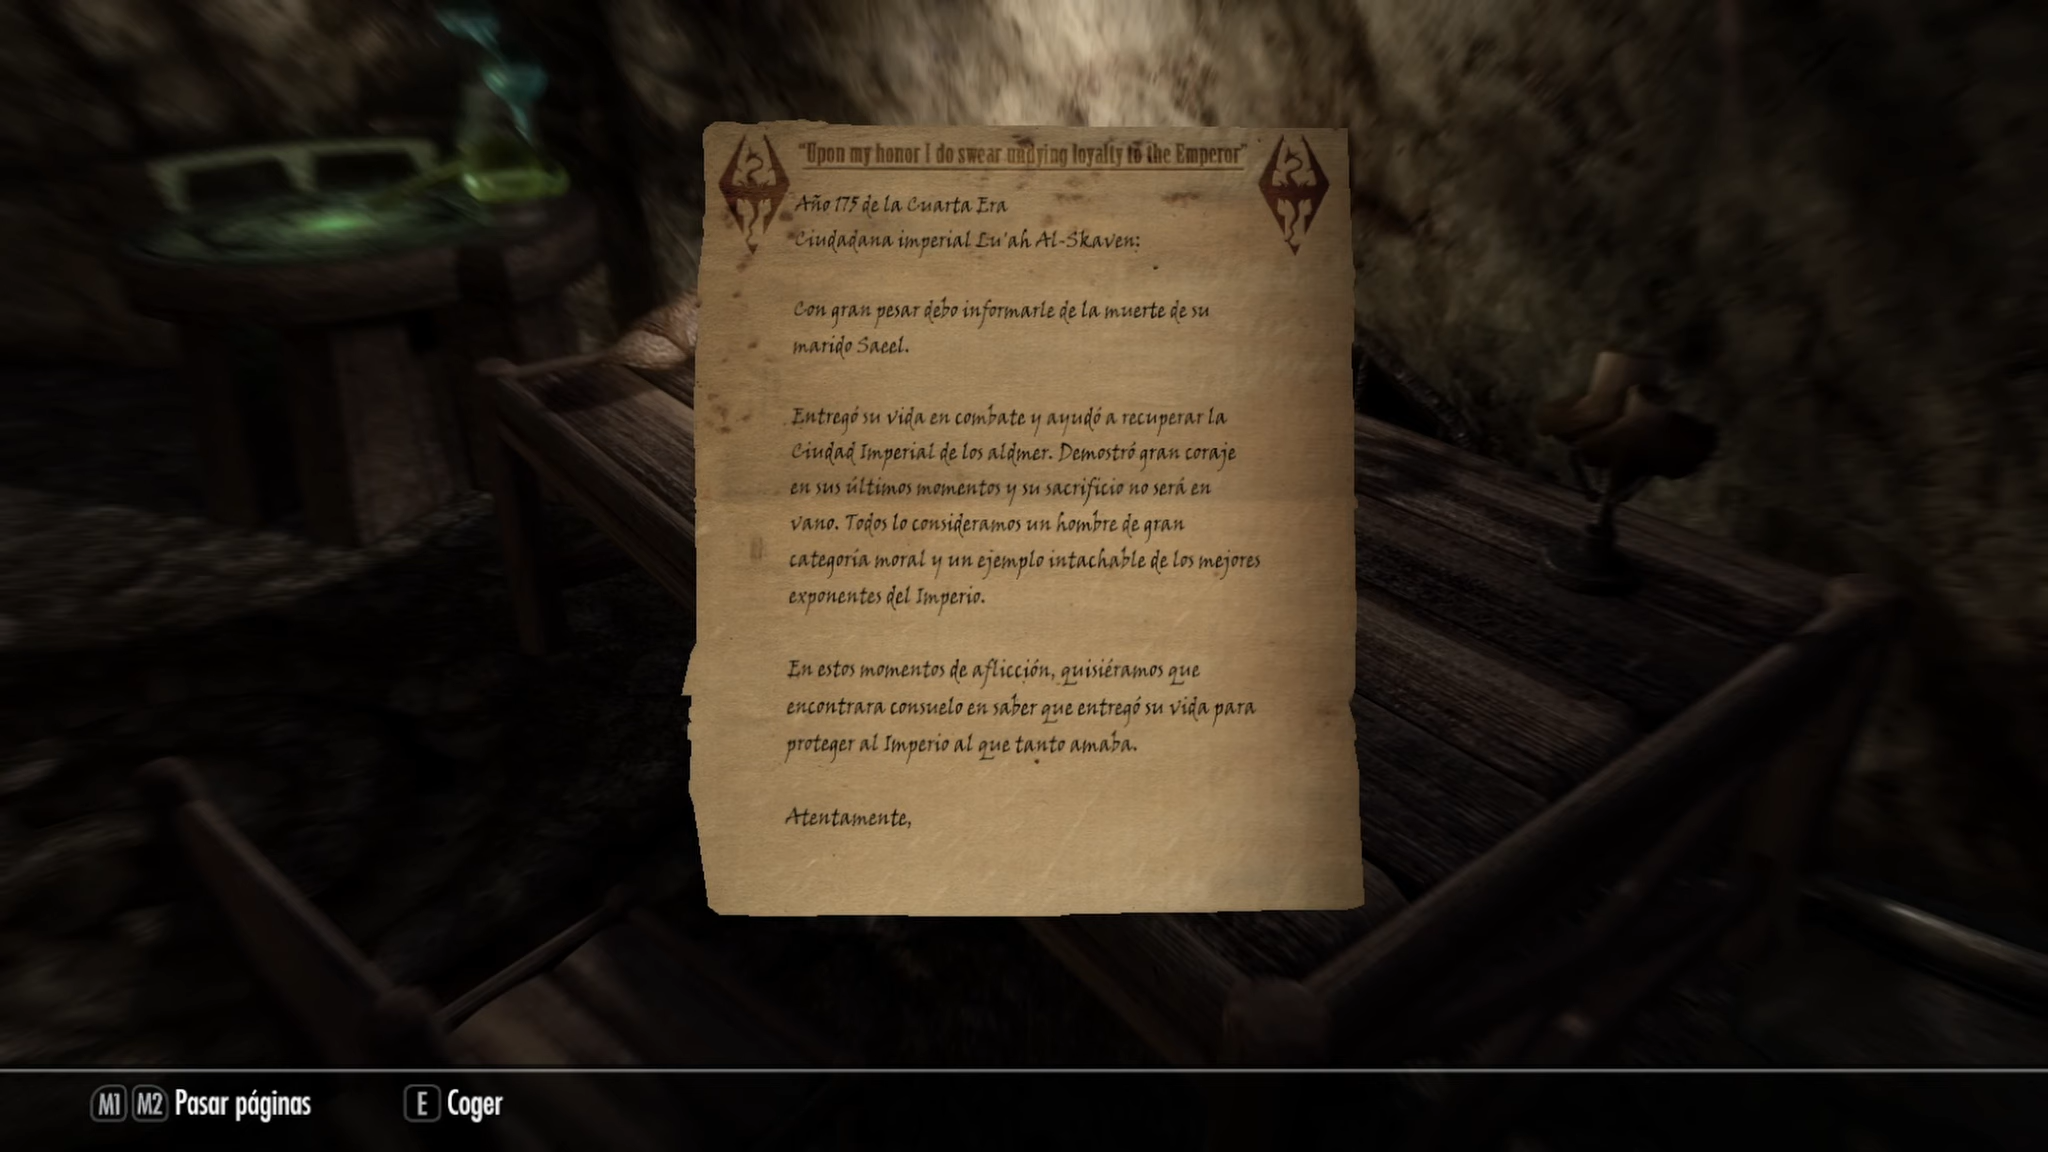 "Upon my honor I do swear undying loyalty to the Emperor"
Año 175 de la Cuarta Era
Ciudadana imperial Lu'ah Al-Skaven:
Con gran pesar debo informarle de la muerte de su
marido Saeel.
Entregó su vida en combate y ayudó a recuperar la
Ciudad Imperial de los aldmer. Demostró gran coraje
en sus últimos momentos y su sacrificio no será en
vano. Todos lo consideramos un hombre de gran
categoría moral y un ejemplo intachable de los mejores
exponentes del Imperio.
En estos momentos de aflicción, quisiéramos que
encontrara consuelo en saber que entregó su vida para
proteger al Imperio al que tanto amaba.
Atentamente,
M1 M2 Pasar páginas E Coger